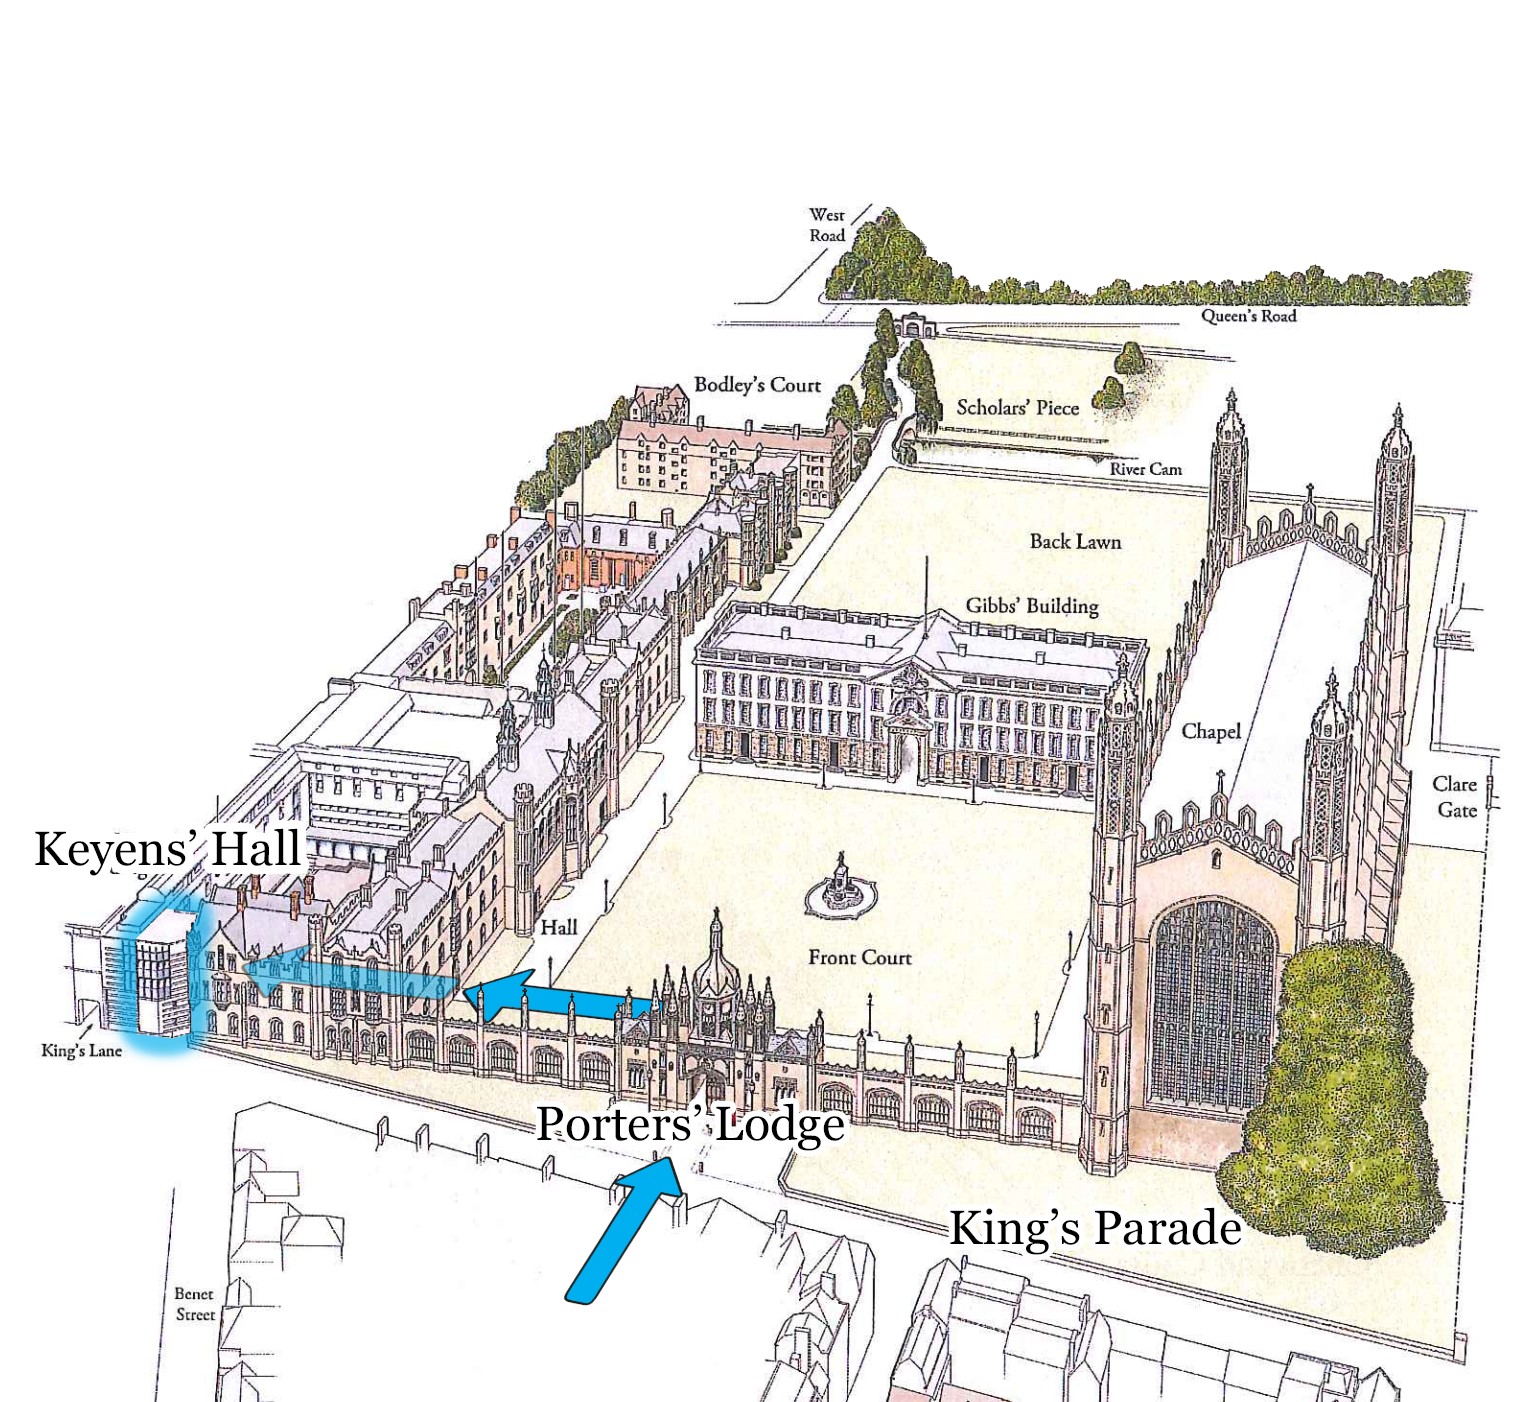 West
Road
Queen's Road
Bodley's Court
Scholars' Piece
River Cam
Back Lawn
Gibbs' Building
Chapel
Clare
Gate
Keyens’ Hall
Hall
Front Court
King's Lane
Porters’ Lodge
King’s Parade
Benet
Street